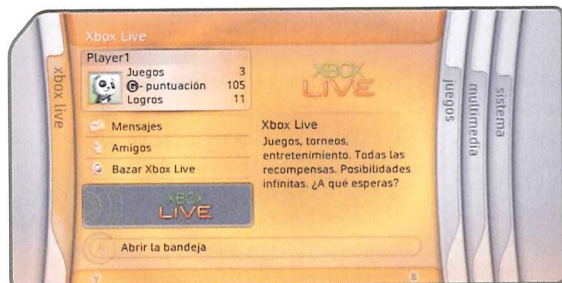 Xbox Live
Player1
Juegos 3
G- puntuación 105
Logros 11
Mensajes
Amigos
Bazar Xbox Live
XBOX
LIVE
Abrir la bandeja
XBOX
LIVE
Xbox Live
Juegos, torneos,
entretenimiento. Todas las
recompensas. Posibilidades
infinitas. ¿A qué esperas?
xbox live
juegos
multimedia
sistema
Y
B